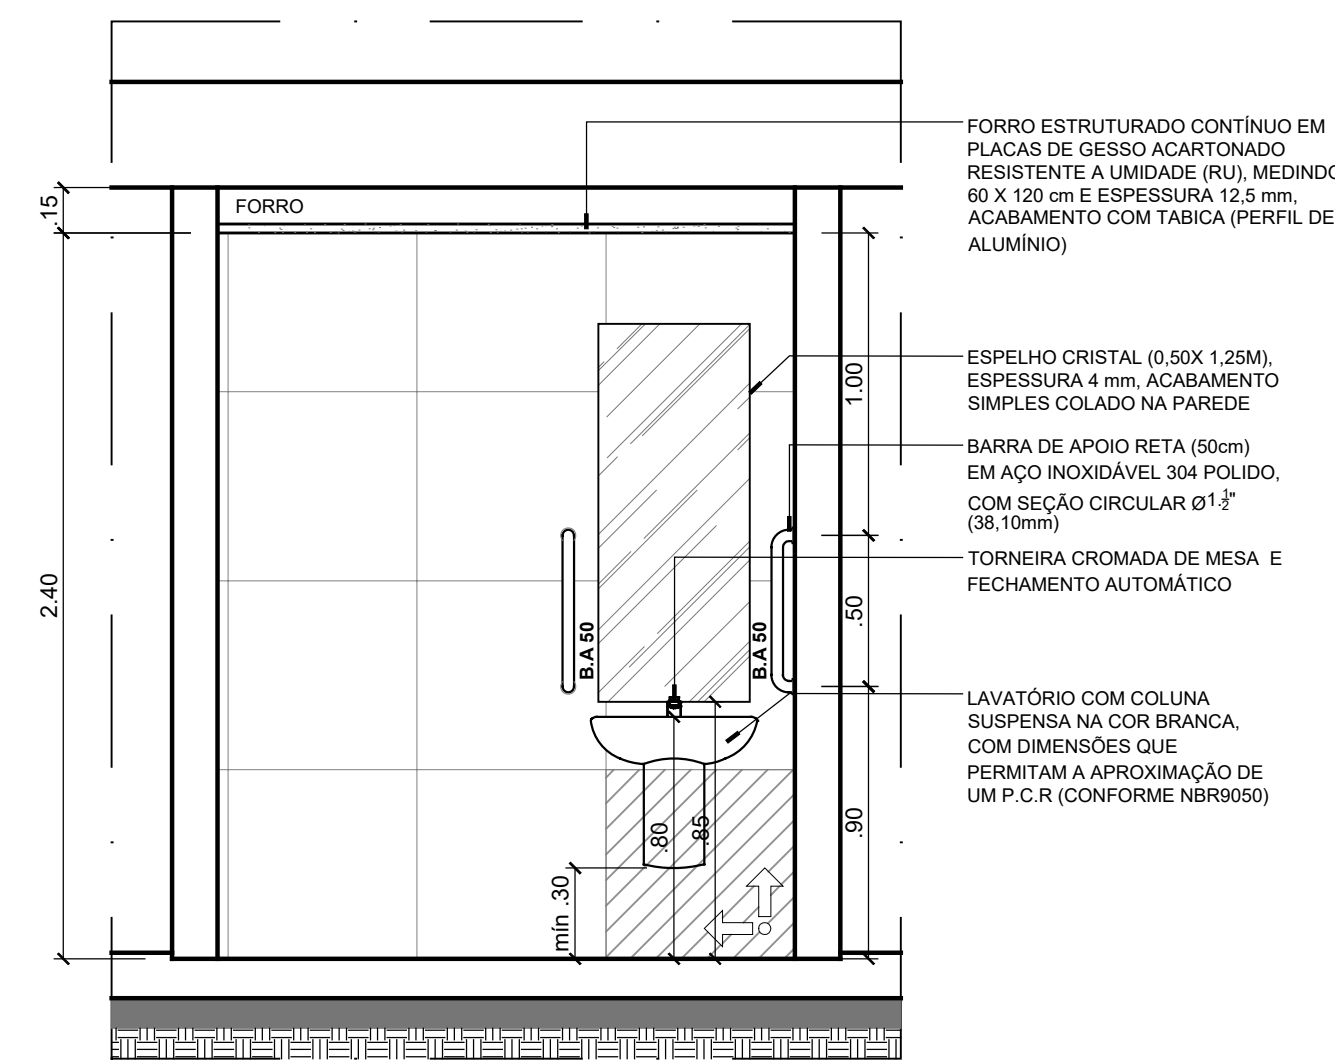 FORRO ESTRUTURADO CONTÍNUO EM
PLACAS DE GESSO ACARTONADO
RESISTENTE A UMIDADE (RU), MEDINDO
60 X 120 cm E ESPESSURA 12,5 mm,
ACABAMENTO COM TABICA (PERFIL DE
ALUMÍNIO)
.15
FORRO
ESPELHO CRISTAL (0,50X 1,25M),
ESPESSURA 4 mm, ACABAMENTO
SIMPLES COLADO NA PAREDE
1.00
BARRA DE APOIO RETA (50cm)
EM AÇO INOXIDÁVEL 304 POLIDO,
COM SEÇÃO CIRCULAR Ø1.½"
(38,10mm)
TORNEIRA CROMADA DE MESA E
FECHAMENTO AUTOMÁTICO
2.40
.50
B.A 50
B.A 50
LAVATÓRIO COM COLUNA
SUSPENSA NA COR BRANCA,
COM DIMENSÕES QUE
PERMITAM A APROXIMAÇÃO DE
UM P.C.R (CONFORME NBR9050)
.80
.85
.90
mín .30